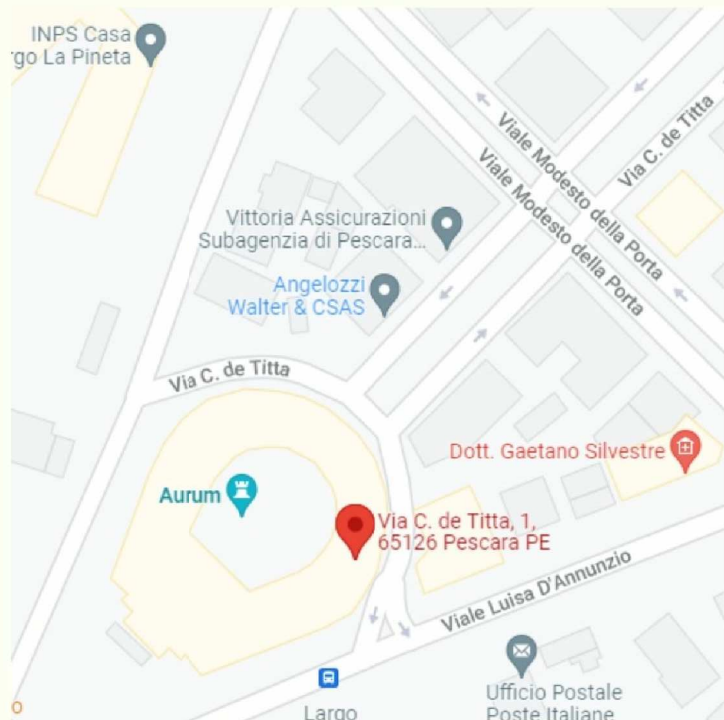 INPS Casa
rgo La Pineta
Viale Modesto della Porta
Via C. de Titta
Viale Modesto della Porta
Vittoria Assicurazioni
Subagenzia di Pescara...
Angelozzi
Walter & CSAS
Via C. de Titta
Dott. Gaetano Silvestre
Aurum
Via C. de Titta, 1,
65126 Pescara PE
Viale Luisa D'Annunzio
Ufficio Postale
Poste Italiane
Largo
o